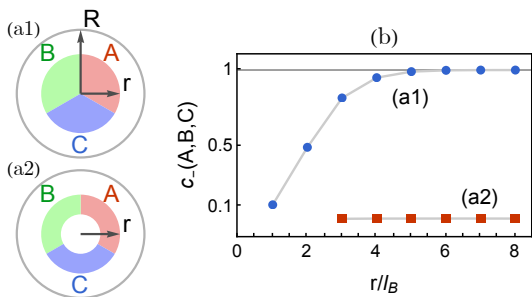 (a1)
R
B
A
r
C
(a2)
B
A
r
C
(b)
c_(A,B,C)
1
0.5
0.1
(a1)
(a2)
0 1 2 3 4 5 6 7 8
r/l_B